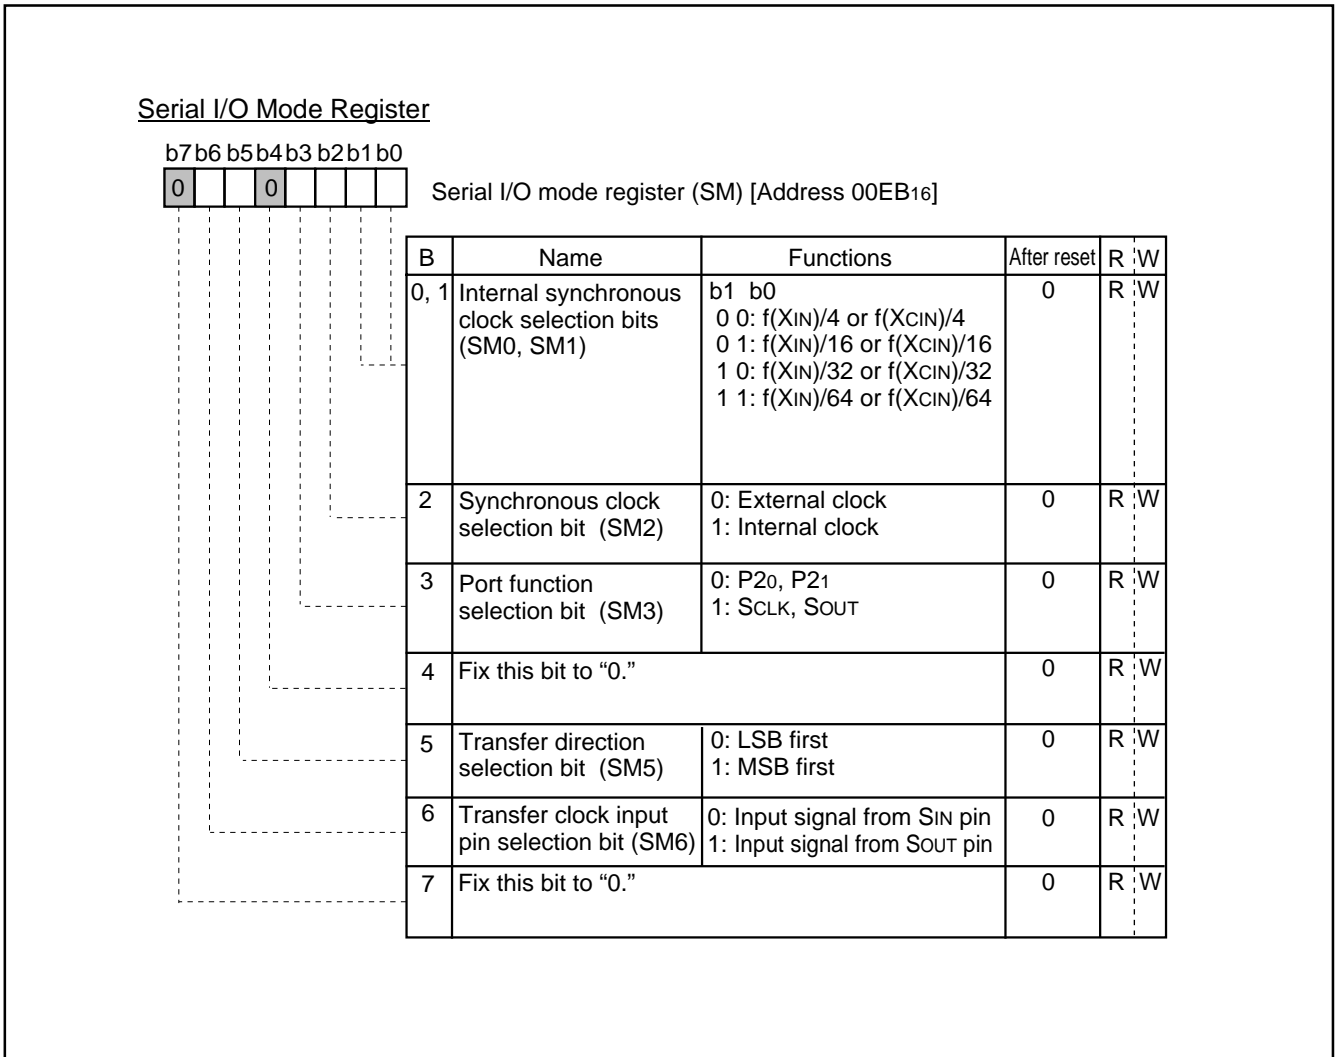 Serial I/O Mode Register
b7 b6 b5 b4 b3 b2 b1 b0
0 0
Serial I/O mode register (SM) [Address 00EB16]
B Name Functions After reset R W
0, 1 Internal synchronous clock selection bits (SM0, SM1)
b1 b0
0 0: f(XIN)/4 or f(XCIN)/4
0 1: f(XIN)/16 or f(XCIN)/16
1 0: f(XIN)/32 or f(XCIN)/32
1 1: f(XIN)/64 or f(XCIN)/64
0 R W
2 Synchronous clock selection bit (SM2)
0: External clock
1: Internal clock
0 R W
3 Port function selection bit (SM3)
0: P20, P21
1: SCLK, SOUT
0 R W
4 Fix this bit to “0.” 0 R W
5 Transfer direction selection bit (SM5)
0: LSB first
1: MSB first
0 R W
6 Transfer clock input pin selection bit (SM6)
0: Input signal from SIN pin
1: Input signal from SOUT pin
0 R W
7 Fix this bit to “0.” 0 R W